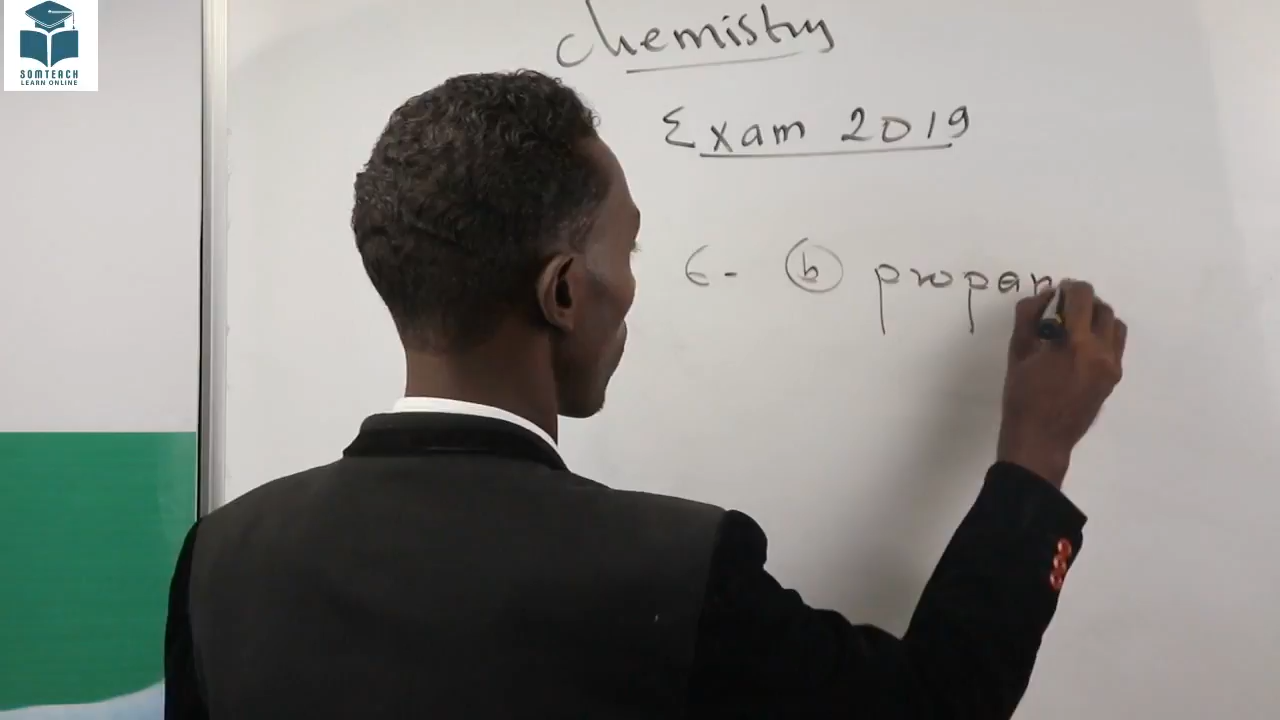 SOMTEACH
LEARN ONLINE
Chemistry
Exam 2019
6- b propan